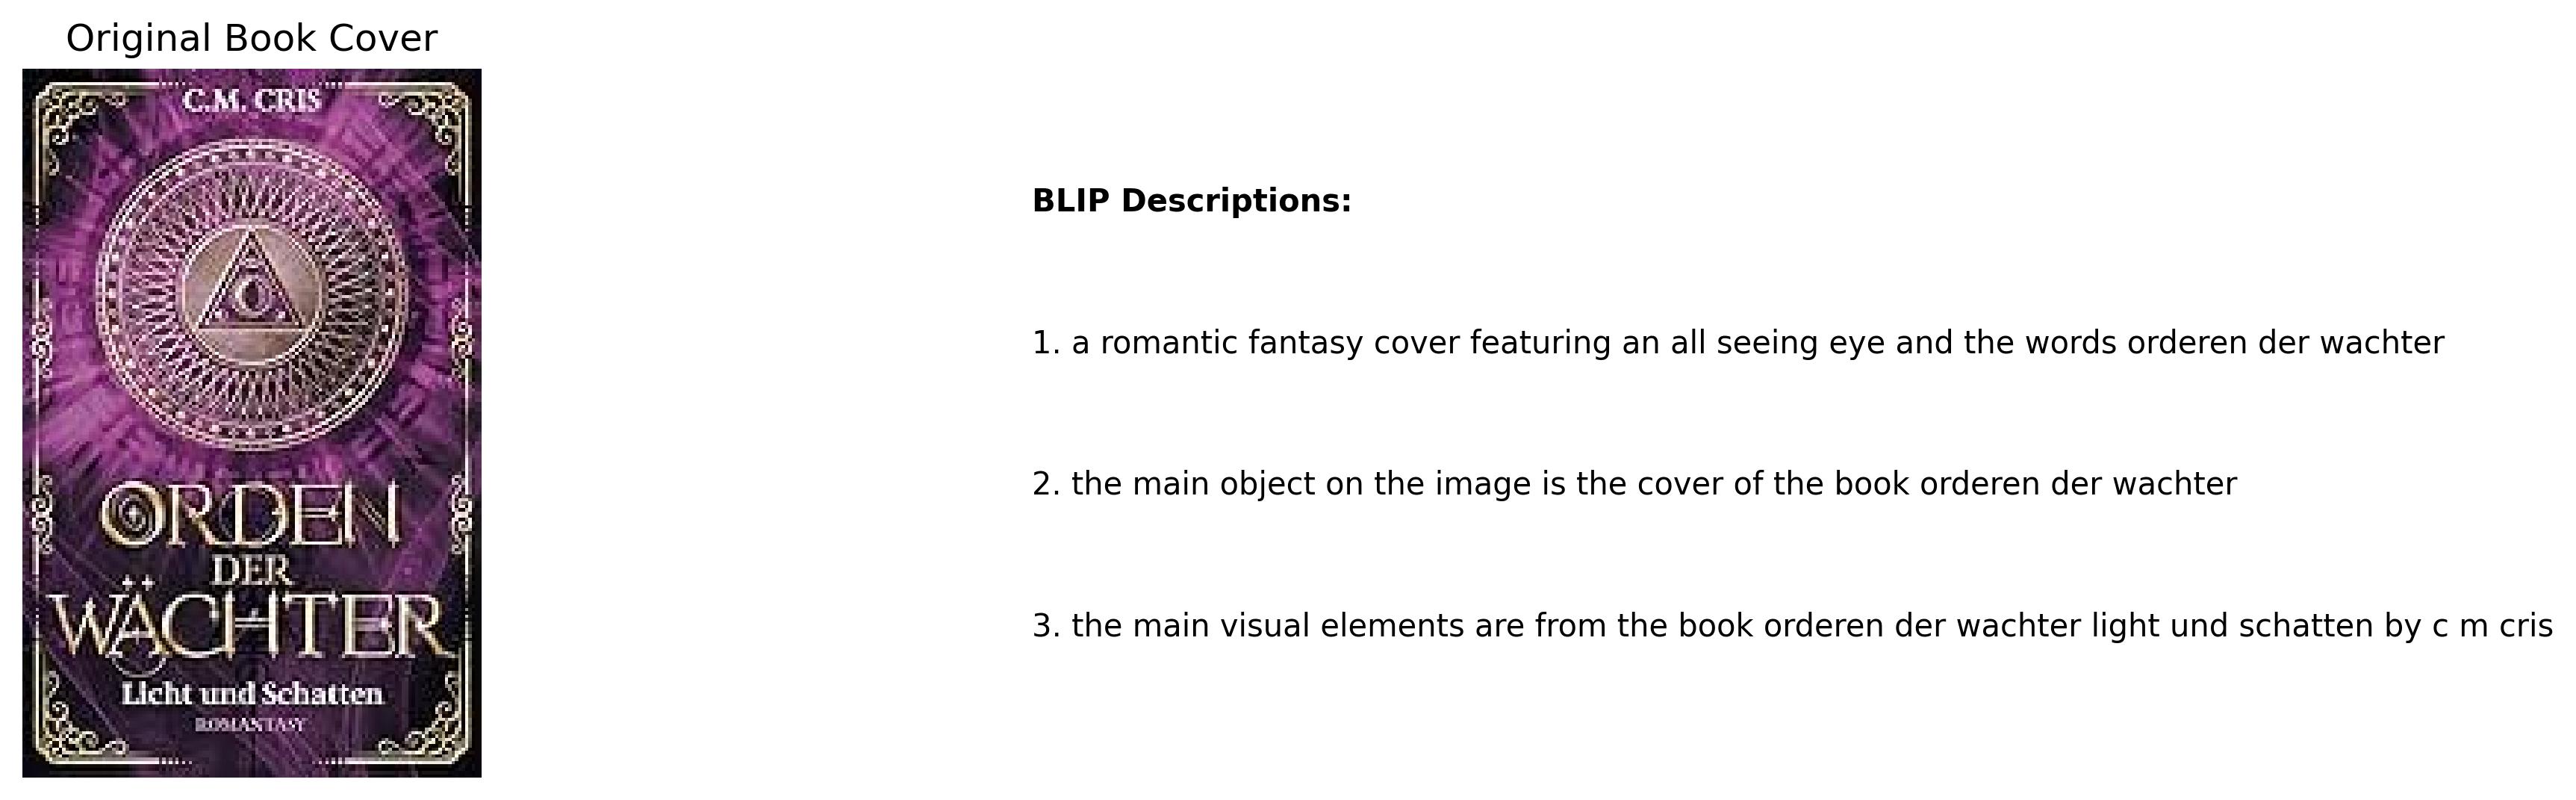 Original Book Cover
C.M. CRIS
ORDEN
DER
WÄCHTER
Licht und Schatten
ROMANTASY
BLIP Descriptions:
1. a romantic fantasy cover featuring an all seeing eye and the words orderen der wachter
2. the main object on the image is the cover of the book orderen der wachter
3. the main visual elements are from the book orderen der wachter light und schatten by c m cris